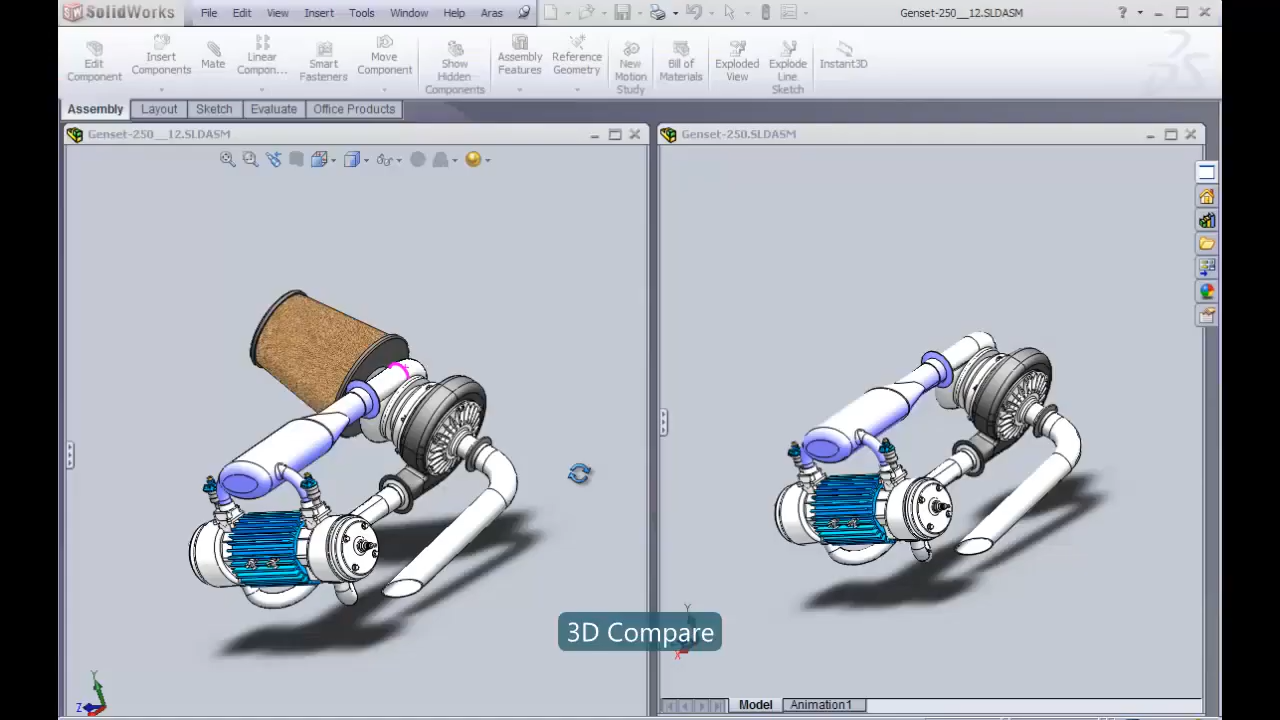 SolidWorks File Edit View Insert Tools Window Help Aras Genset-250__12.SLDASM ?
Edit Component
Insert Components
Mate
Linear Compon...
Smart Fasteners
Move Component
Show Hidden Components
Assembly Features
Reference Geometry
New Motion Study
Bill of Materials
Exploded View
Explode Line Sketch
Instant3D
Assembly Layout Sketch Evaluate Office Products
Genset-250__12.SLDASM
Genset-250.SLDASM
3D Compare
Y
X
Y
Z
Model Animation1